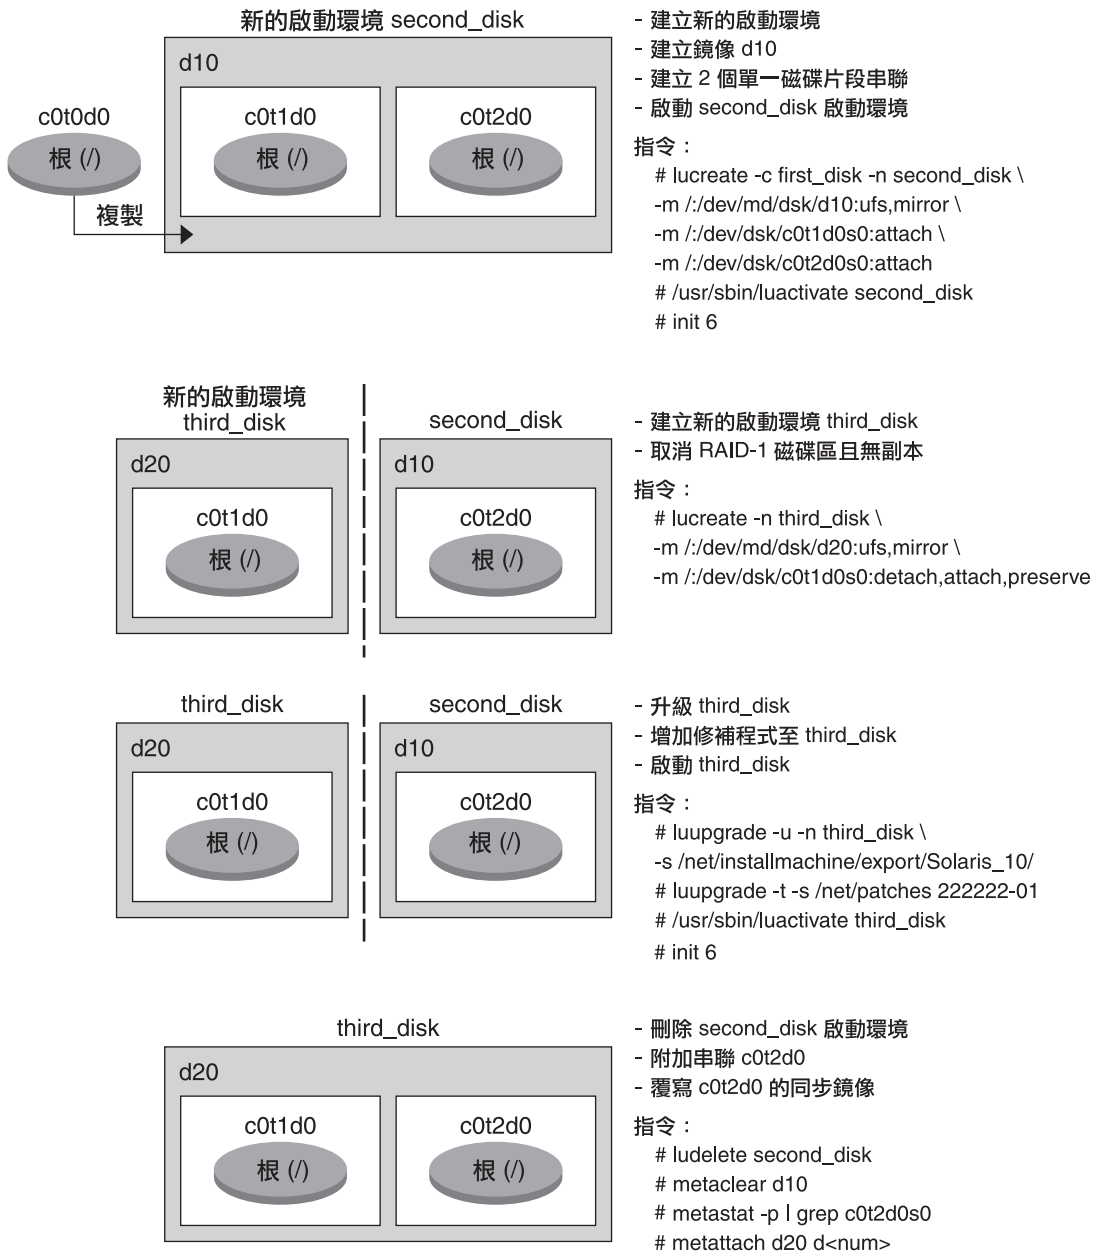 新的啟動環境 second_disk
d10
c0t0d0
根 (/)
複製
c0t1d0
根 (/)
c0t2d0
根 (/)
- 建立新的啟動環境
- 建立鏡像 d10
- 建立 2 個單一磁碟片段串聯
- 啟動 second_disk 啟動環境
指令：
# lucreate -c first_disk -n second_disk \
-m /:/dev/md/dsk/d10:ufs,mirror \
-m /:/dev/dsk/c0t1d0s0:attach \
-m /:/dev/dsk/c0t2d0s0:attach
# /usr/sbin/luactivate second_disk
# init 6
新的啟動環境
third_disk
d20
c0t1d0
根 (/)
second_disk
d10
c0t2d0
根 (/)
- 建立新的啟動環境 third_disk
- 取消 RAID-1 磁碟區且無副本
指令：
# lucreate -n third_disk \
-m /:/dev/md/dsk/d20:ufs,mirror \
-m /:/dev/dsk/c0t1d0s0:detach,attach,preserve
third_disk
d20
c0t1d0
根 (/)
second_disk
d10
c0t2d0
根 (/)
- 升級 third_disk
- 增加修補程式至 third_disk
- 啟動 third_disk
指令：
# luupgrade -u -n third_disk \
-s /net/installmachine/export/Solaris_10/
# luupgrade -t -s /net/patches 222222-01
# /usr/sbin/luactivate third_disk
# init 6
third_disk
d20
c0t1d0
根 (/)
c0t2d0
根 (/)
- 刪除 second_disk 啟動環境
- 附加串聯 c0t2d0
- 覆寫 c0t2d0 的同步鏡像
指令：
# ludelete second_disk
# metaclear d10
# metastat -p | grep c0t2d0s0
# metattach d20 d<num>